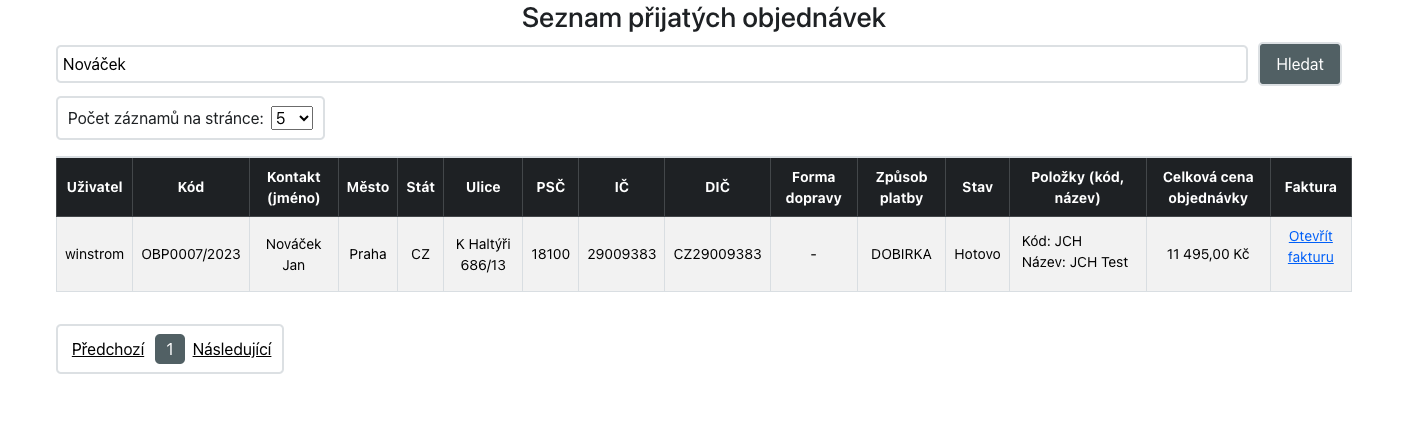 Seznam přijatých objednávek
Nováček
Hledat
Počet záznamů na stránce: 5
Uživatel Kód Kontakt (jméno) Město Stát Ulice PSČ IČ DIČ Forma dopravy Způsob platby Stav Položky (kód, název) Celková cena objednávky Faktura
winstrom OBP0007/2023 Nováček Jan Praha CZ K Haltýři 686/13 18100 29009383 CZ29009383 - DOBIRKA Hotovo Kód: JCH Název: JCH Test 11 495,00 Kč Otevřít fakturu
Předchozí 1 Následující